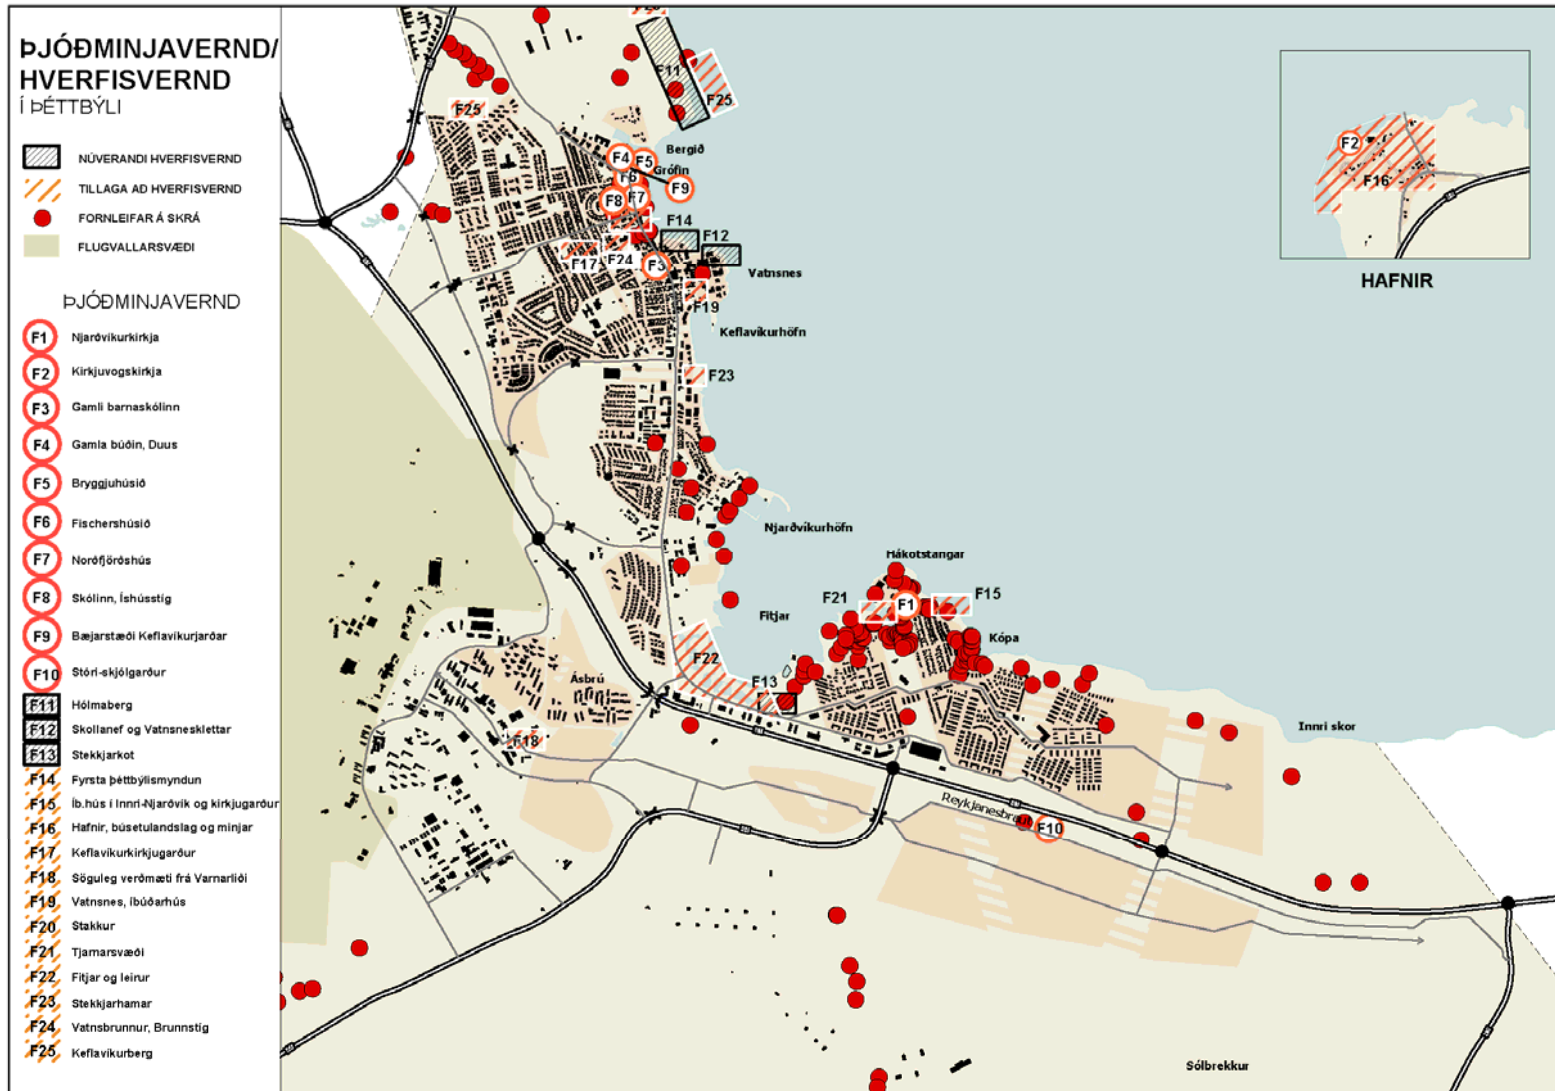 ÞJÓÐMINJAVERND/
HVERFISVERND
Í ÞÉTTBÝLI
NÚVERANDI HVERFISVERND
TILLAGA AD HVERFISVERND
FORNLEIFAR Á SKRÁ
FLUGVALLARSVÆÐI
ÞJÓÐMINJAVERND
F1 Njarðvíkurkirkja
F2 Kirkjuvogskirkja
F3 Gamli barnaskólinn
F4 Gamla búðin, Duus
F5 Bryggjuhúsið
F6 Fischershúsið
F7 Norðfjörðshús
F8 Skólinn, Íshússtíg
F9 Bæjarstæði Keflavíkurjarðar
F10 Stóri-skjólgarður
F11 Hólmaberg
F12 Skollanef og Vatnsnesklettar
F13 Stekkjarkot
F14 Fyrsta þéttbýlismyndun
F15 Íb.hús í Innri-Njarðvík og kirkjugarður
F16 Hafnir, búsetulandslag og minjar
F17 Keflavíkurkirkjugarður
F18 Söguleg verðmæti frá Varnarliði
F19 Vatnsnes, íbúðarhús
F20 Stakkur
F21 Tjarnarsvæði
F22 Fitjar og leirur
F23 Stekkjarhamar
F24 Vatnsbrunnur, Brunnstíg
F25 Keflavíkurberg
F11
F25
F25
Bergið
F4
F5
Grófin
F6
F9
F7
F8
F14
F12
F17
F24
F3
Vatnsnes
F19
Keflavíkurhöfn
F23
Njarðvíkurhöfn
Hákotstangar
F21
F1
F15
Fitjar
Kópa
F22
F13
Ásbrú
F18
Innri skor
Reykjanesbraut
F10
Sólbrekkur
F2
F16
HAFNIR